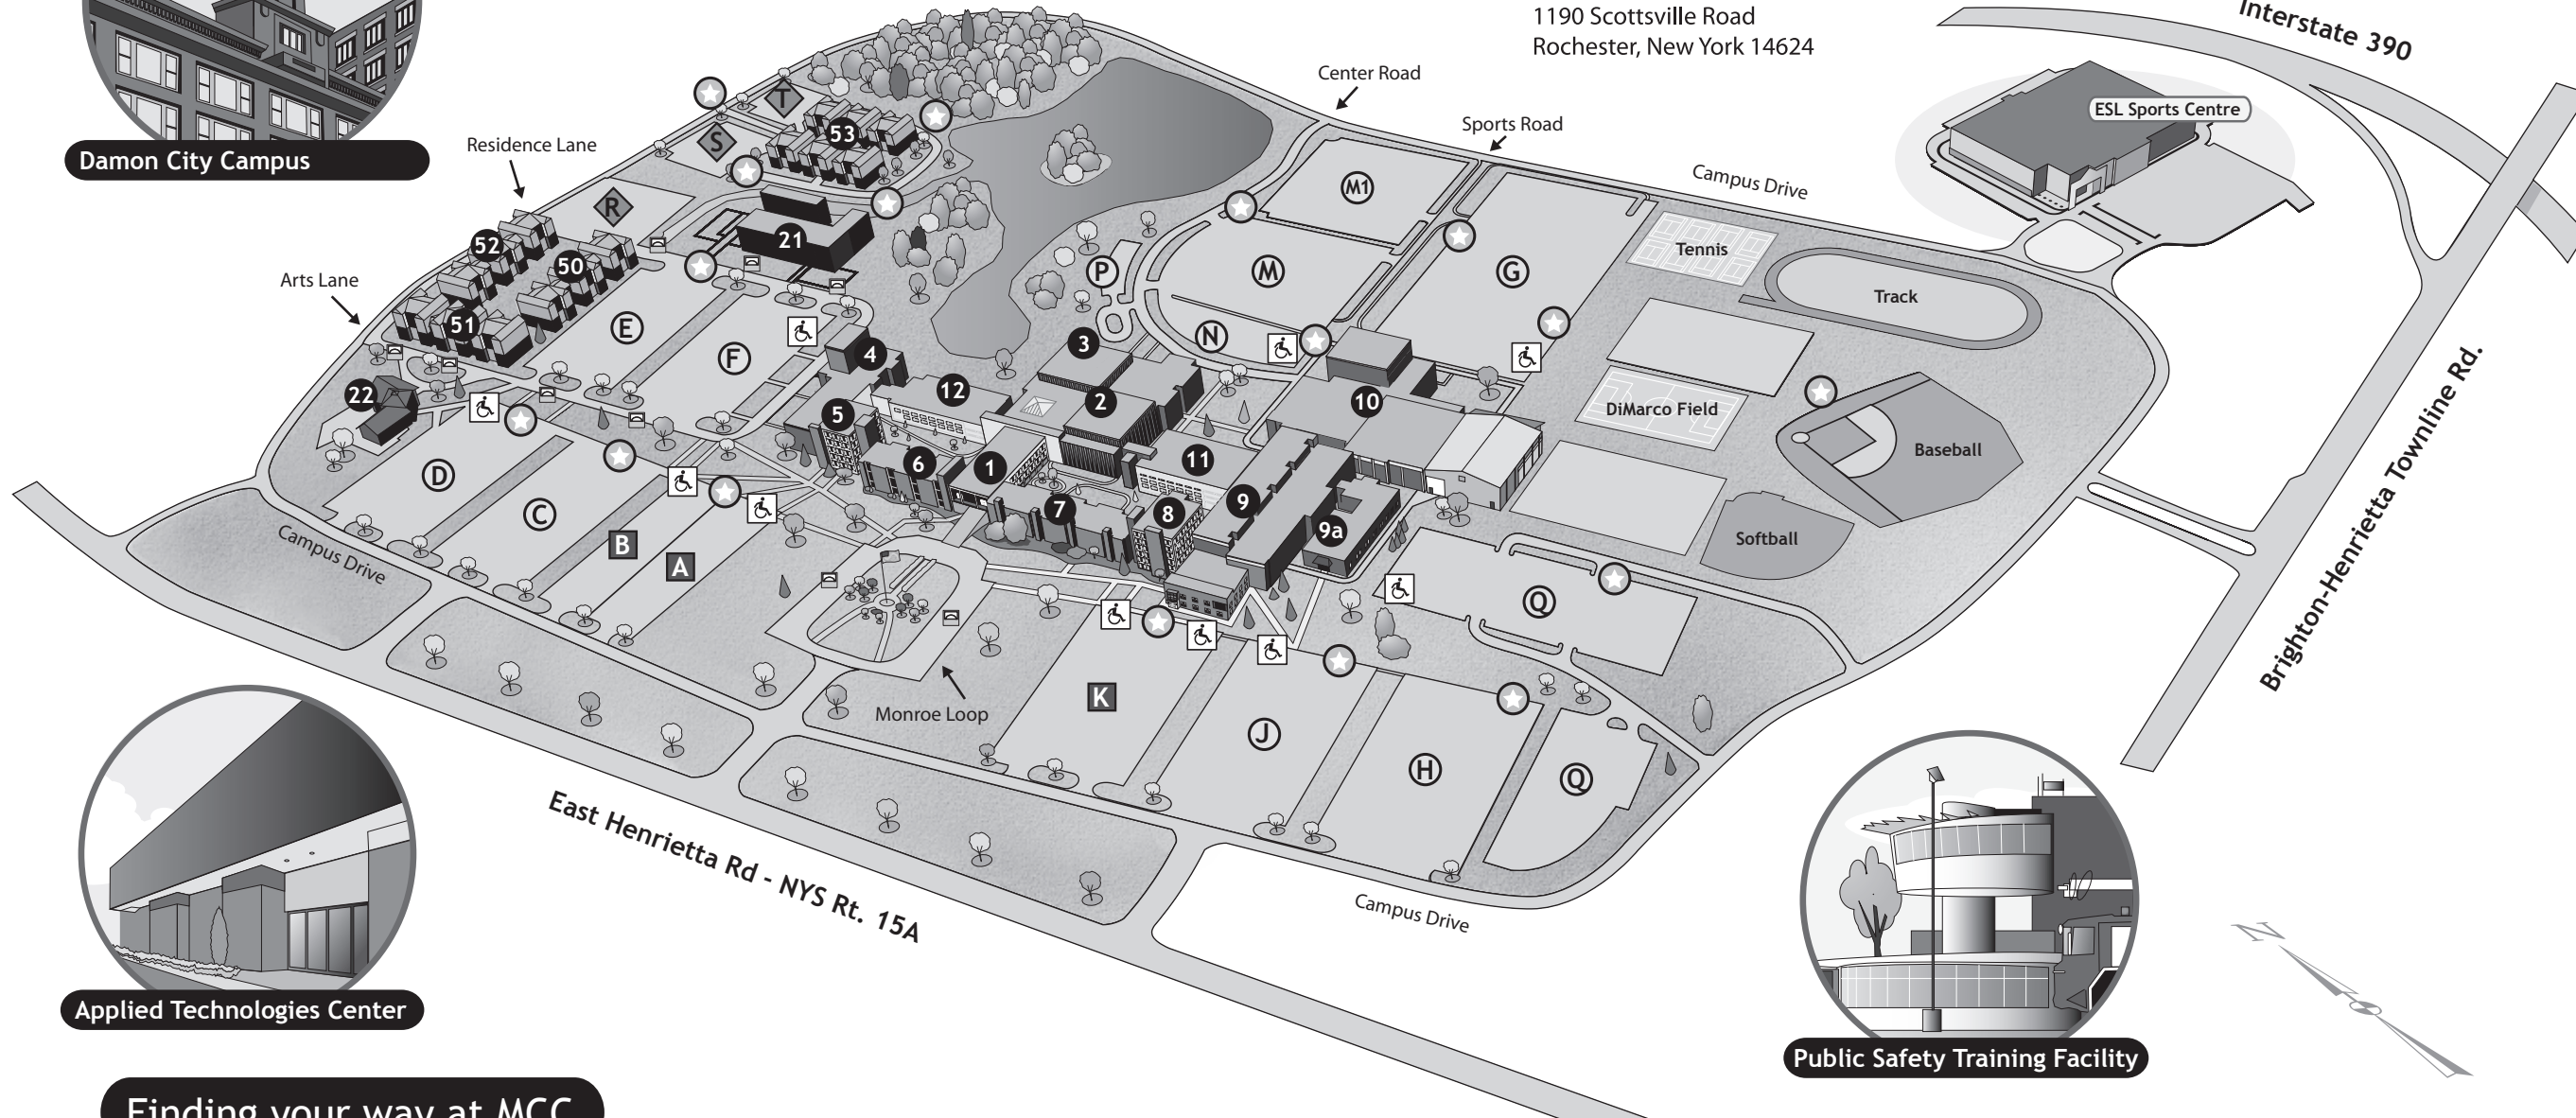 1190 Scottsville Road
Rochester, New York 14624
Interstate 390
Center Road
ESL Sports Centre
T
Sports Road
53
S
Residence Lane
Damon City Campus
Campus Drive
M1
R
21
52
50
Tennis
P
M
G
Arts Lane
Track
51
E
N
3
F
4
12
22
2
10
5
DiMarco Field
Baseball
6
1
11
D
9
7
8
C
9a
Softball
B
A
Campus Drive
Q
Brighton-Henrietta Townline Rd.
K
Monroe Loop
J
H
Q
East Henrietta Rd - NYS Rt. 15A
Campus Drive
N
Applied Technologies Center
Public Safety Training Facility
Finding your way at MCC